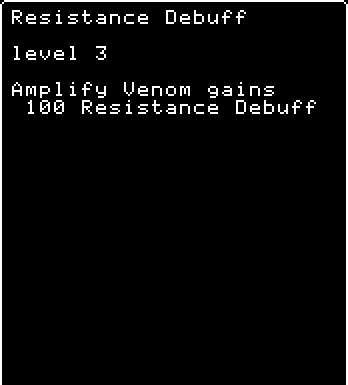 Resistance Debuff
level 3
Amplify Venom gains
100 Resistance Debuff